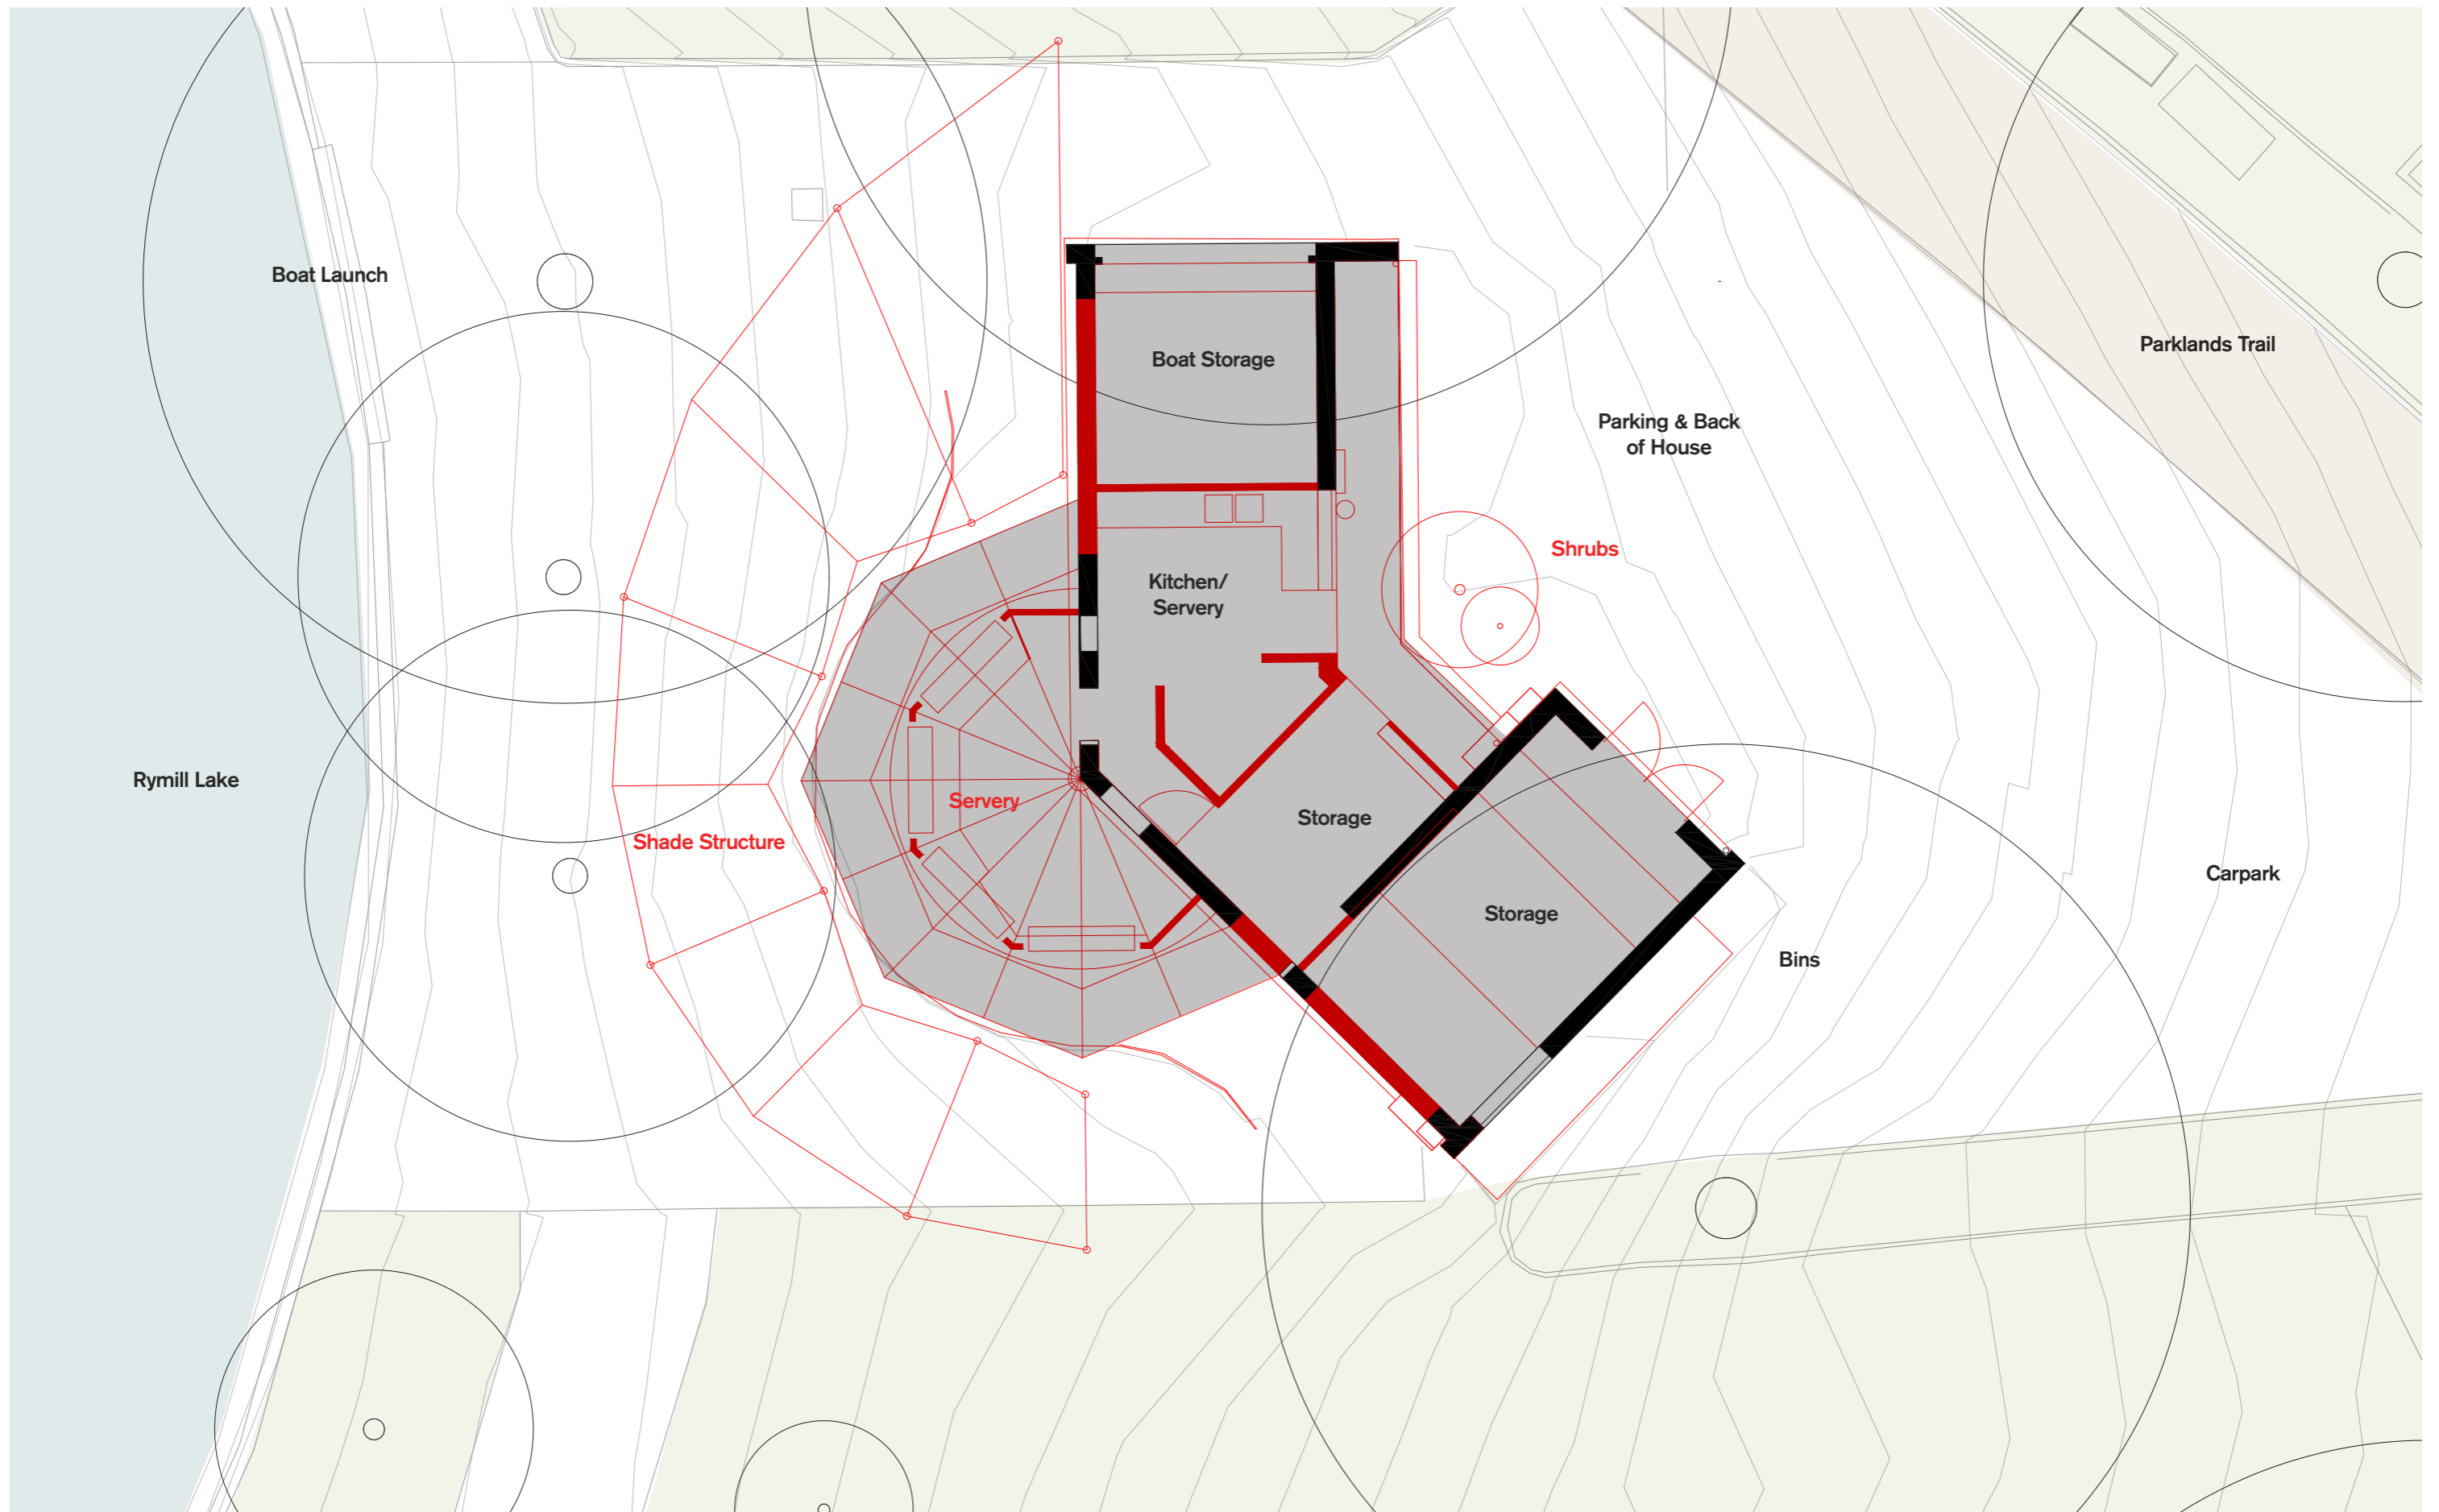 Boat Launch
Boat Storage
Parklands Trail
Parking & Back
of House
Shrubs
Kitchen/
Servery
Rymill Lake
Servery
Shade Structure
Storage
Carpark
Storage
Bins